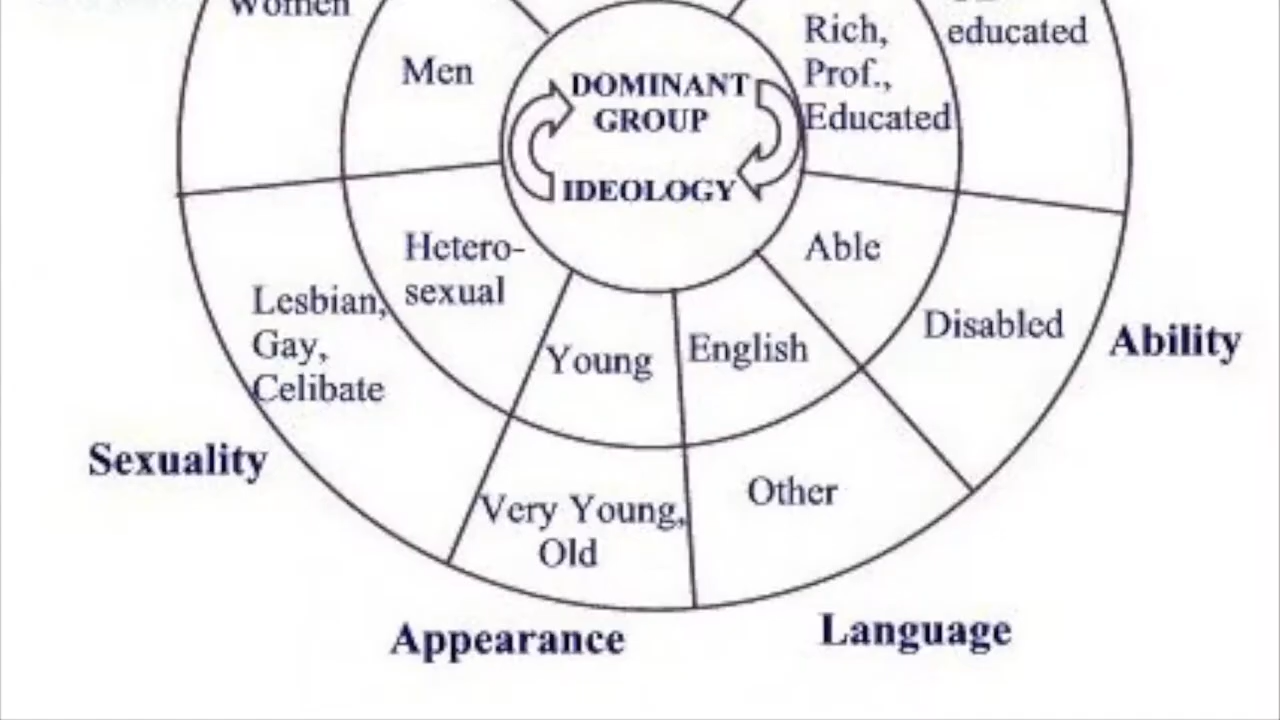 Women
Men
DOMINANT
GROUP
IDEOLOGY
Rich,
Prof.,
Educated
educated
Hetero-
sexual
Lesbian,
Gay,
Celibate
Able
Disabled
Ability
Young
English
Sexuality
Very Young,
Old
Other
Appearance
Language